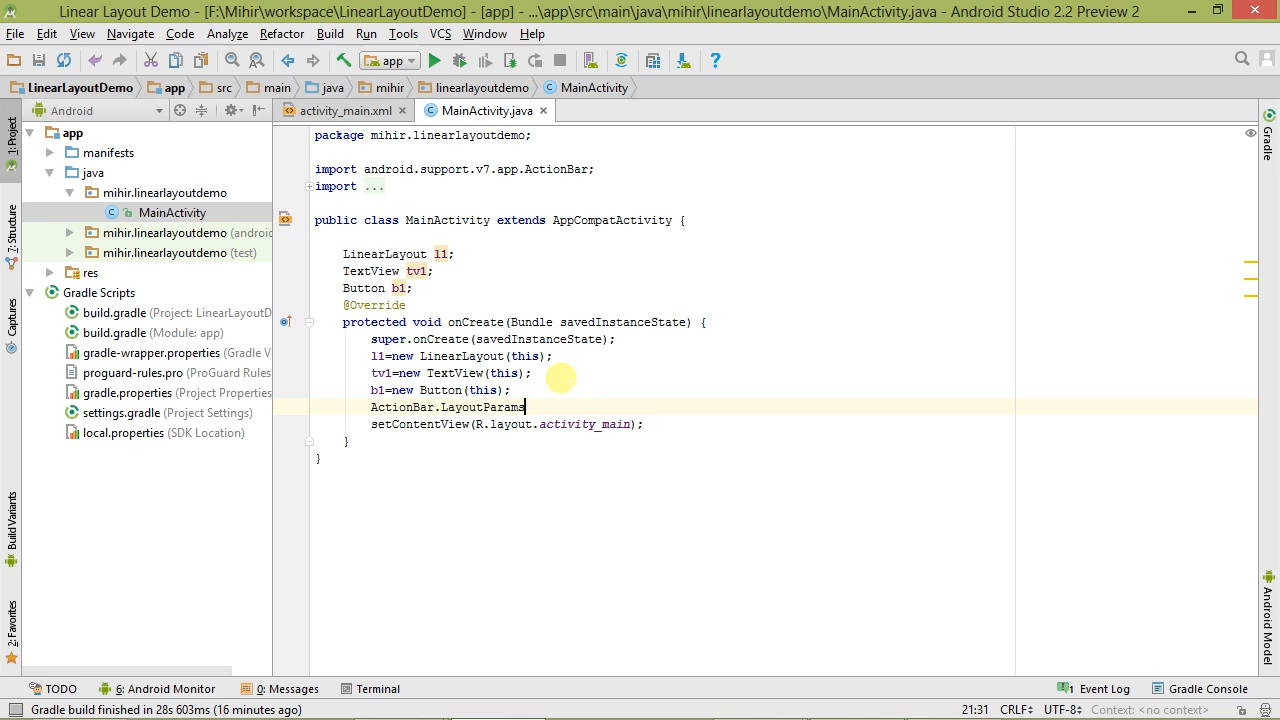 Linear Layout Demo - [F:\Mihir\workspace\LinearLayoutDemo] - [app] - ...\app\src\main\java\mihir\linearlayoutdemo\MainActivity.java - Android Studio 2.2 Preview 2
File Edit View Navigate Code Analyze Refactor Build Run Tools VCS Window Help
app
LinearLayoutDemo app src main java mihir linearlayoutdemo MainActivity
Android activity_main.xml MainActivity.java
1: Project
7: Structure
Captures
Build Variants
2: Favorites
app
manifests
java
mihir.linearlayoutdemo
MainActivity
mihir.linearlayoutdemo (androi
mihir.linearlayoutdemo (test)
res
Gradle Scripts
build.gradle (Project: LinearLayoutD
build.gradle (Module: app)
gradle-wrapper.properties (Gradle V
proguard-rules.pro (ProGuard Rules
gradle.properties (Project Settings)
settings.gradle (Project Settings)
local.properties (SDK Location)
package mihir.linearlayoutdemo;
import android.support.v7.app.ActionBar;
import ...
public class MainActivity extends AppCompatActivity {
LinearLayout l1;
TextView tv1;
Button b1;
@Override
protected void onCreate(Bundle savedInstanceState) {
super.onCreate(savedInstanceState);
l1=new LinearLayout(this);
tv1=new TextView(this);
b1=new Button(this);
ActionBar.LayoutParams
setContentView(R.layout.activity_main);
}
}
Gradle
Android Model
TODO 6: Android Monitor 0: Messages Terminal 1 Event Log Gradle Console
Gradle build finished in 28s 603ms (16 minutes ago) 21:31 CRLF UTF-8 Context: <no context>